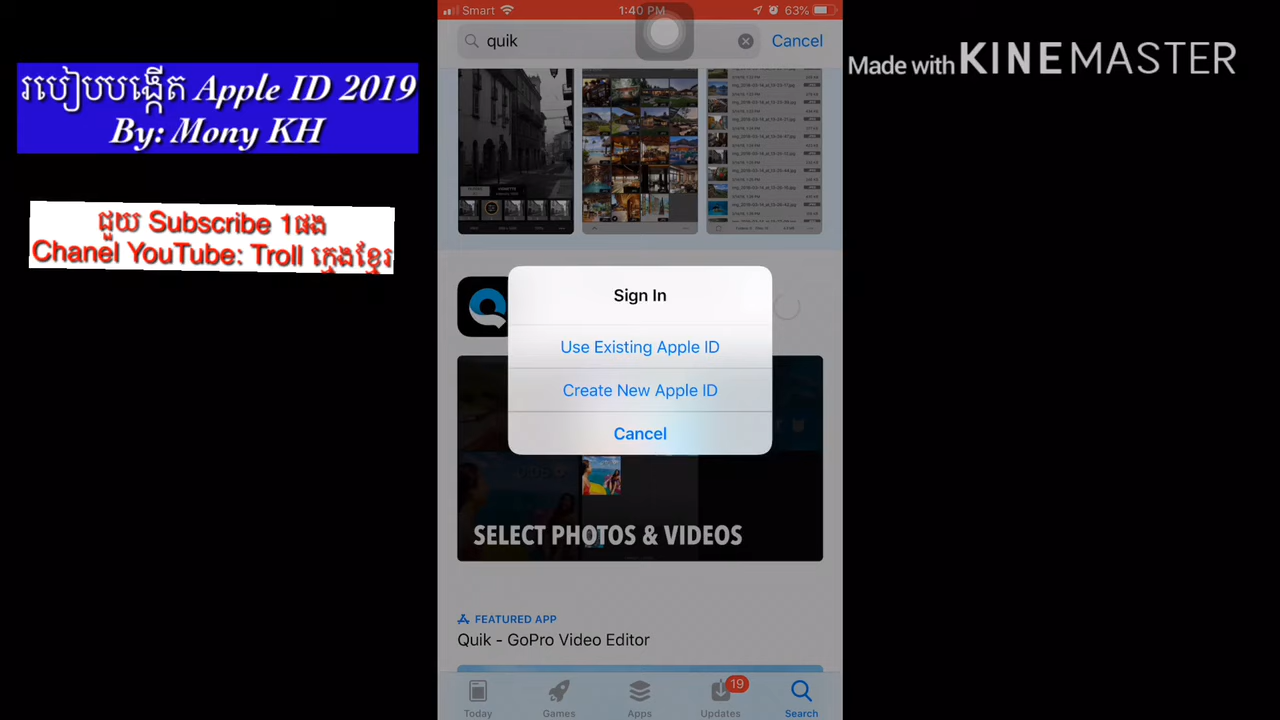 Smart 1:40 PM 63%
quik Cancel
Made with KINEMASTER
របៀបបង្កើត Apple ID 2019
By: Mony KH
ជួយ Subscribe 1ផង
Chanel YouTube: Troll ក្មេងខ្មែរ
Sign In
Use Existing Apple ID
Create New Apple ID
Cancel
SELECT PHOTOS & VIDEOS
FEATURED APP
Quik - GoPro Video Editor
19
Today Games Apps Updates Search